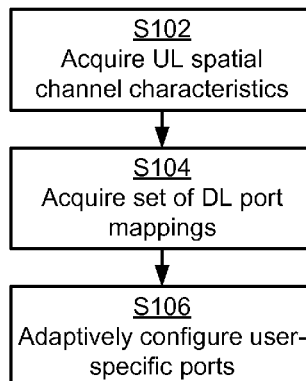 S102
Acquire UL spatial
channel characteristics
S104
Acquire set of DL port
mappings
S106
Adaptively configure user-
specific ports